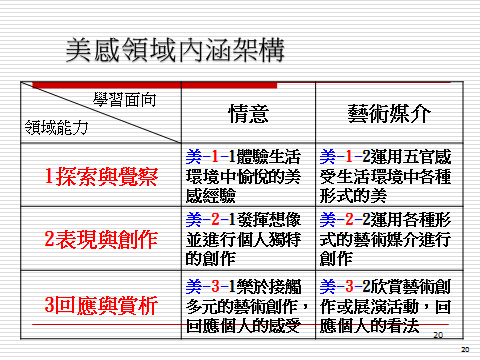 美感領域內涵架構
學習面向
領域能力
情意
藝術媒介
1探索與覺察
美-1-1體驗生活
環境中愉悅的美
感經驗
美-1-2運用五官感
受生活環境中各種
形式的美
2表現與創作
美-2-1發揮想像
並進行個人獨特
的創作
美-2-2運用各種形
式的藝術媒介進行
創作
3回應與賞析
美-3-1樂於接觸
多元的藝術創作，
回應個人的感受
美-3-2欣賞藝術創
作或展演活動，回
應個人的看法
20
20